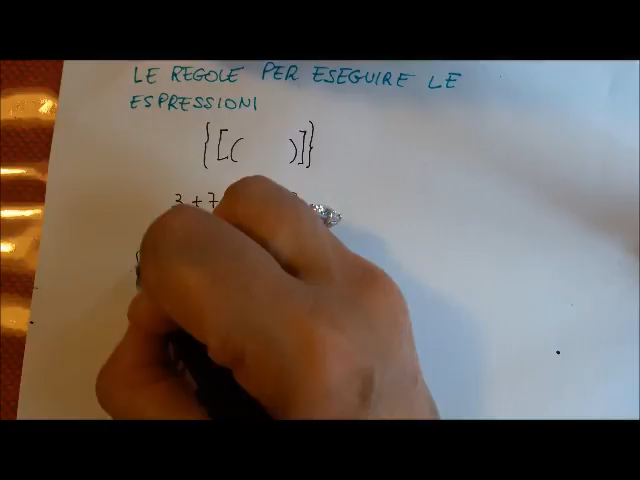 LE REGOLE PER ESEGUIRE LE
ESPRESSIONI
{[( )]}
3+7